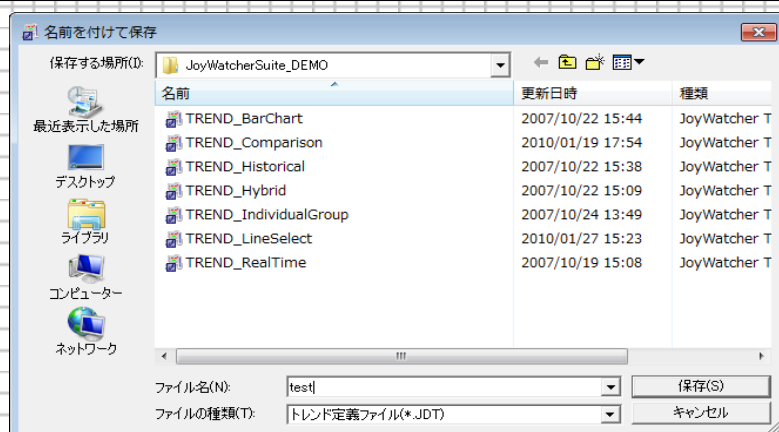 名前を付けて保存
保存する場所(I):
JoyWatcherSuite_DEMO
名前 更新日時 種類
最近表示した場所
デスクトップ
ライブラリ
コンピューター
ネットワーク
TREND_BarChart 2007/10/22 15:44 JoyWatcher T
TREND_Comparison 2010/01/19 17:54 JoyWatcher T
TREND_Historical 2007/10/22 15:38 JoyWatcher T
TREND_Hybrid 2007/10/22 15:09 JoyWatcher T
TREND_IndividualGroup 2007/10/24 13:49 JoyWatcher T
TREND_LineSelect 2010/01/27 15:23 JoyWatcher T
TREND_RealTime 2007/10/19 15:08 JoyWatcher T
ファイル名(N): test 保存(S)
ファイルの種類(T): トレンド定義ファイル(*.JDT) キャンセル